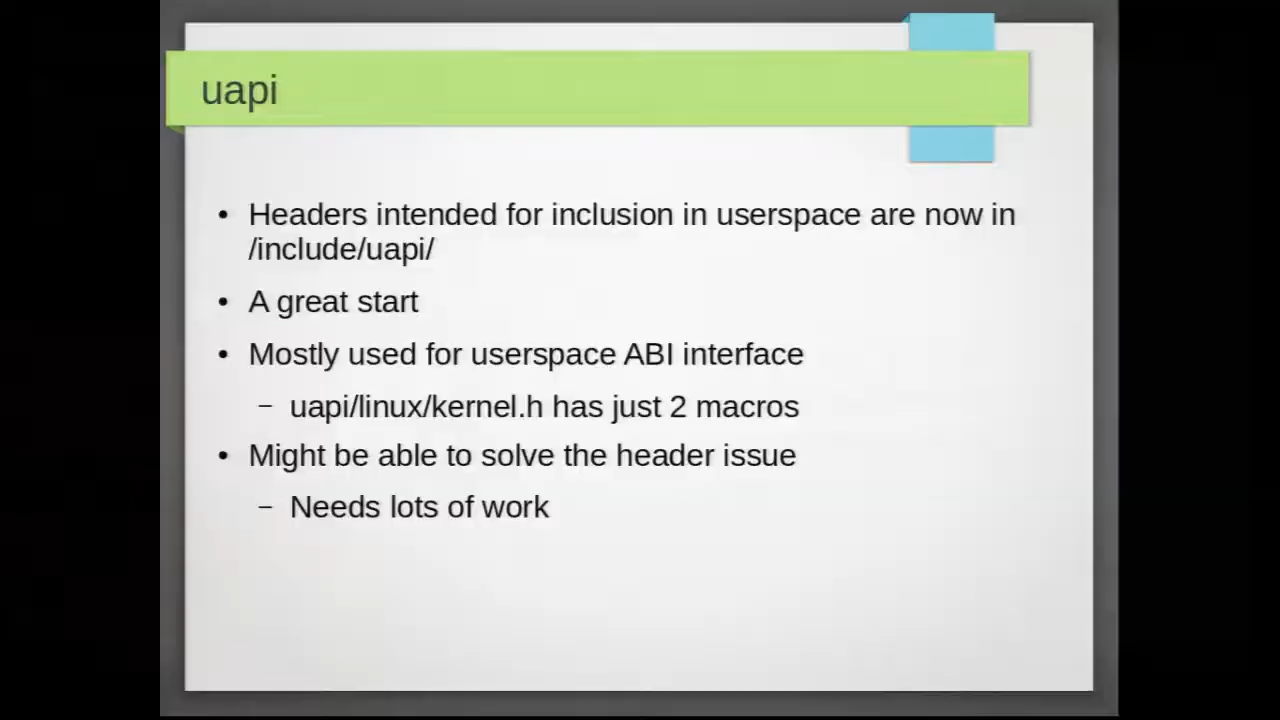 uapi
• Headers intended for inclusion in userspace are now in
/include/uapi/
• A great start
• Mostly used for userspace ABI interface
– uapi/linux/kernel.h has just 2 macros
• Might be able to solve the header issue
– Needs lots of work